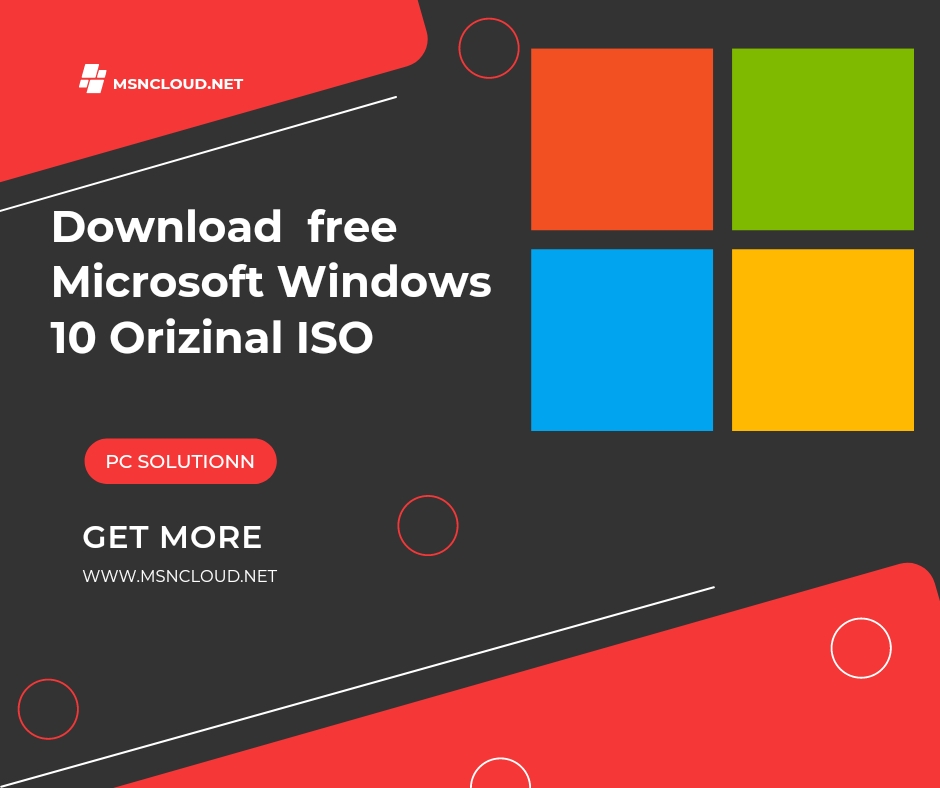 MSNCLOUD.NET
Download free
Microsoft Windows
10 Orizinal ISO
PC SOLUTIONN
GET MORE
WWW.MSNCLOUD.NET